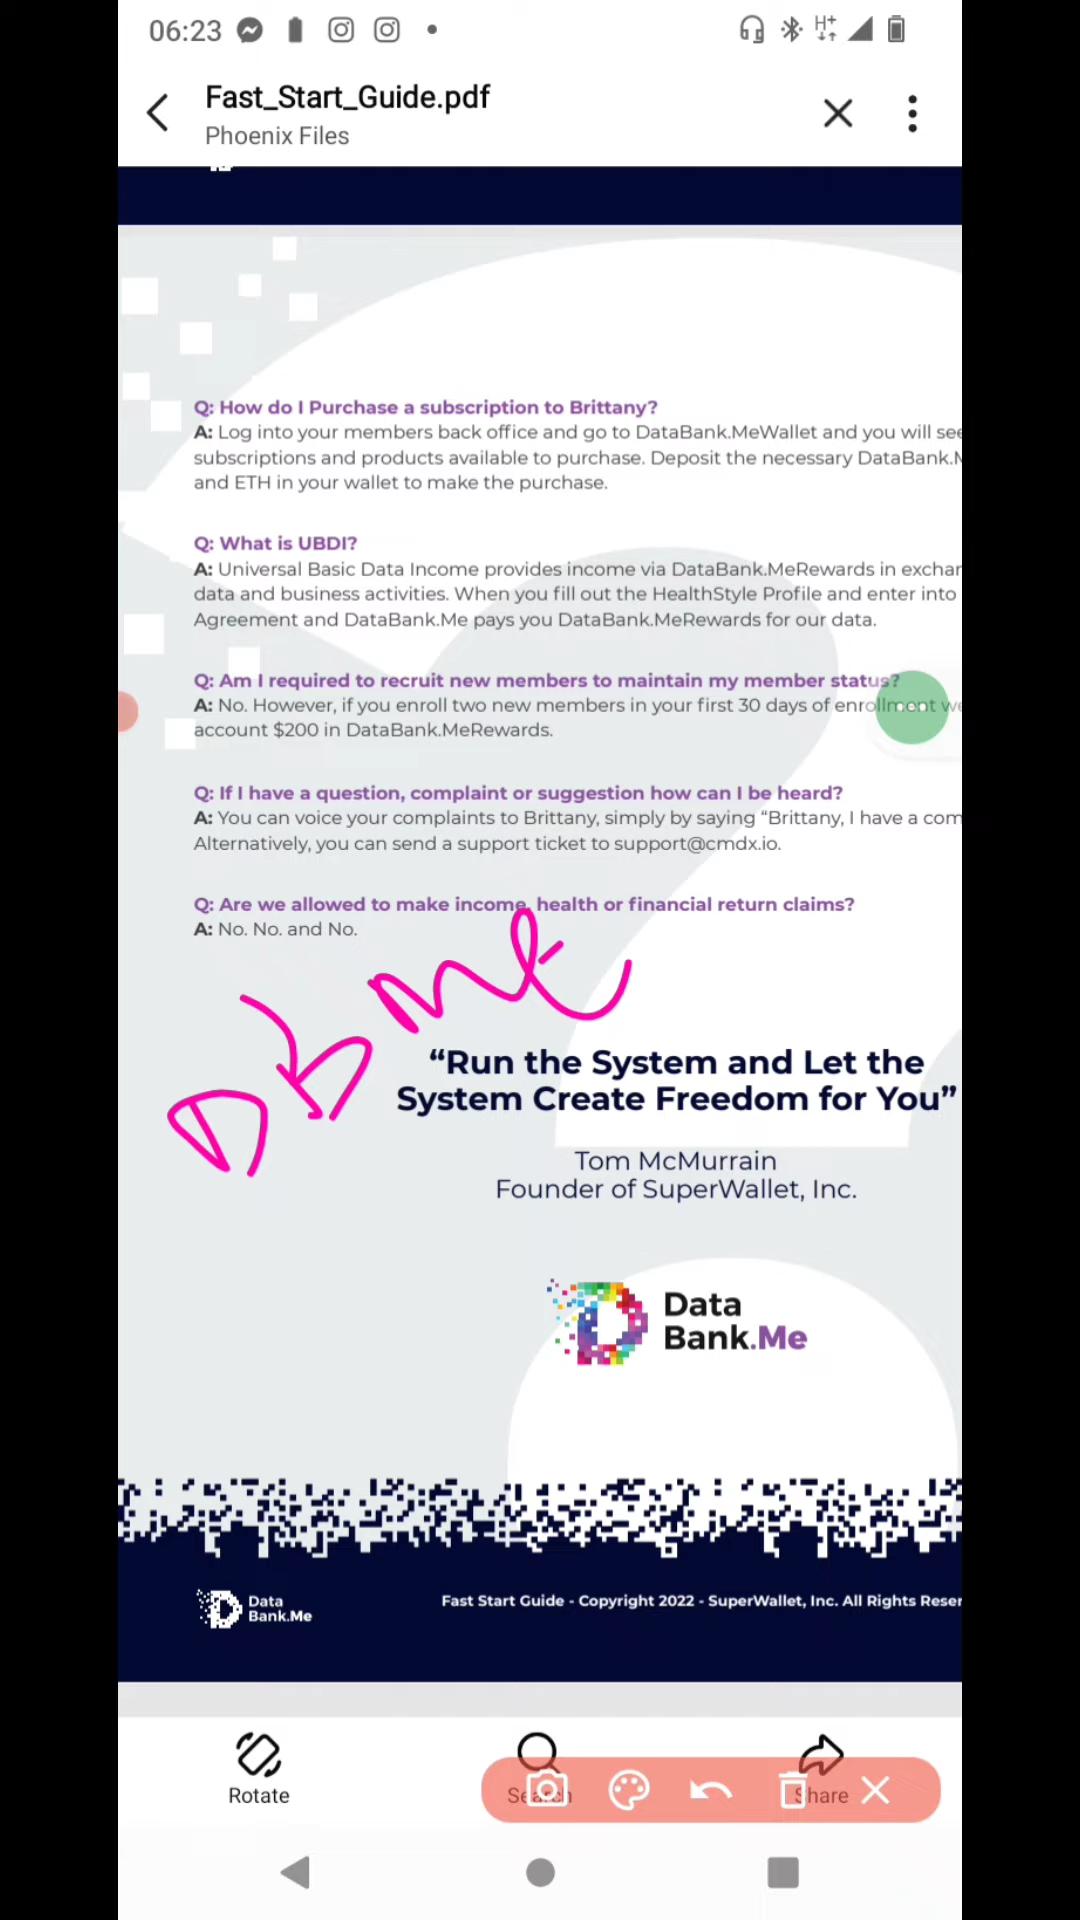 06:23
H+
Fast_Start_Guide.pdf
Phoenix Files
Q: How do I Purchase a subscription to Brittany?
A: Log into your members back office and go to DataBank.MeWallet and you will see
subscriptions and products available to purchase. Deposit the necessary DataBank.M
and ETH in your wallet to make the purchase.
Q: What is UBDI?
A: Universal Basic Data Income provides income via DataBank.MeRewards in exchan
data and business activities. When you fill out the HealthStyle Profile and enter into
Agreement and DataBank.Me pays you DataBank.MeRewards for our data.
Q: Am I required to recruit new members to maintain my member status?
A: No. However, if you enroll two new members in your first 30 days of enrollment we
account $200 in DataBank.MeRewards.
Q: If I have a question, complaint or suggestion how can I be heard?
A: You can voice your complaints to Brittany, simply by saying “Brittany, I have a com
Alternatively, you can send a support ticket to support@cmdx.io.
Q: Are we allowed to make income, health or financial return claims?
A: No. No. and No.
Db me
“Run the System and Let the
System Create Freedom for You”
Tom McMurrain
Founder of SuperWallet, Inc.
Data
Bank.Me
Data
Bank.Me
Fast Start Guide - Copyright 2022 - SuperWallet, Inc. All Rights Reser
Rotate
Search
Share